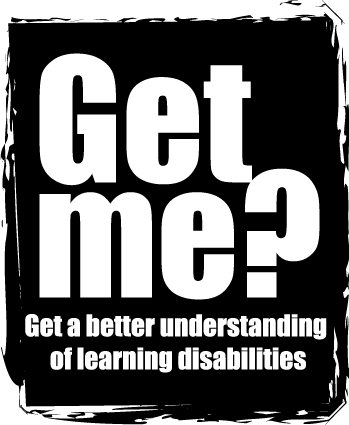 Get
me?
Get a better understanding
of learning disabilities